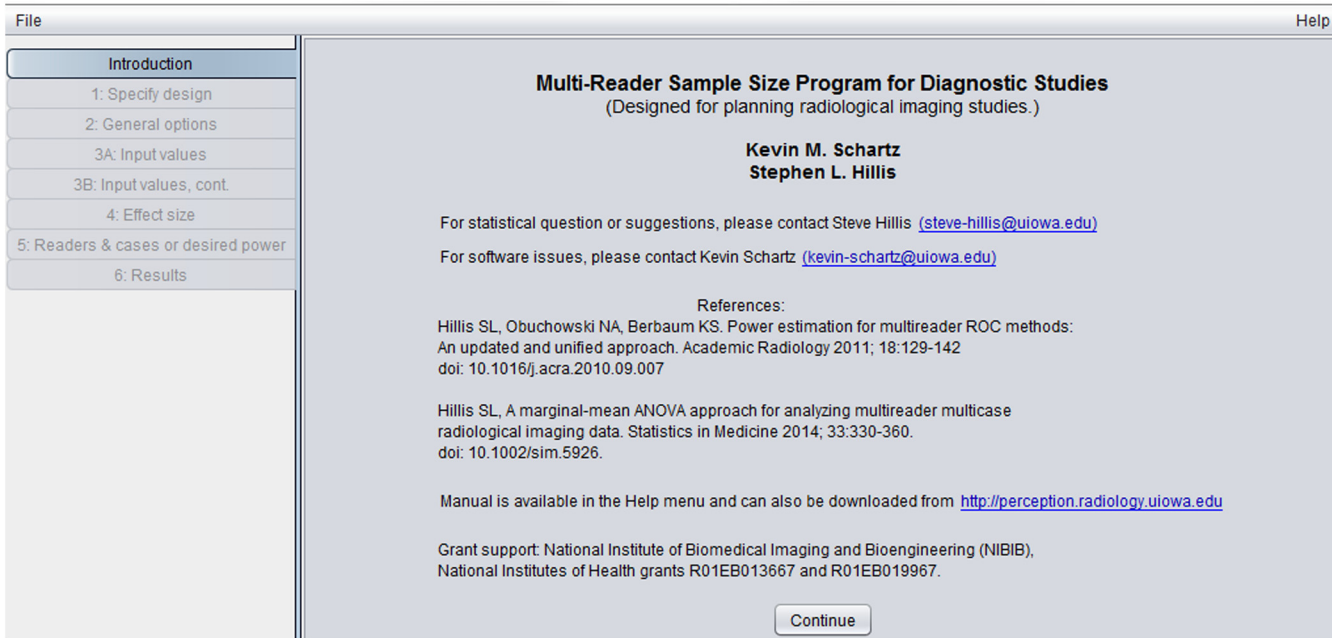 File
Help
Introduction
1: Specify design
2: General options
3A: Input values
3B: Input values, cont.
4: Effect size
5: Readers & cases or desired power
6: Results
Multi-Reader Sample Size Program for Diagnostic Studies
(Designed for planning radiological imaging studies.)
Kevin M. Schartz
Stephen L. Hillis
For statistical question or suggestions, please contact Steve Hillis (steve-hillis@uiowa.edu)
For software issues, please contact Kevin Schartz (kevin-schartz@uiowa.edu)
References:
Hillis SL, Obuchowski NA, Berbaum KS. Power estimation for multireader ROC methods:
An updated and unified approach. Academic Radiology 2011; 18:129-142
doi: 10.1016/j.acra.2010.09.007
Hillis SL, A marginal-mean ANOVA approach for analyzing multireader multicase
radiological imaging data. Statistics in Medicine 2014; 33:330-360.
doi: 10.1002/sim.5926.
Manual is available in the Help menu and can also be downloaded from http://perception.radiology.uiowa.edu
Grant support: National Institute of Biomedical Imaging and Bioengineering (NIBIB),
National Institutes of Health grants R01EB013667 and R01EB019967.
Continue